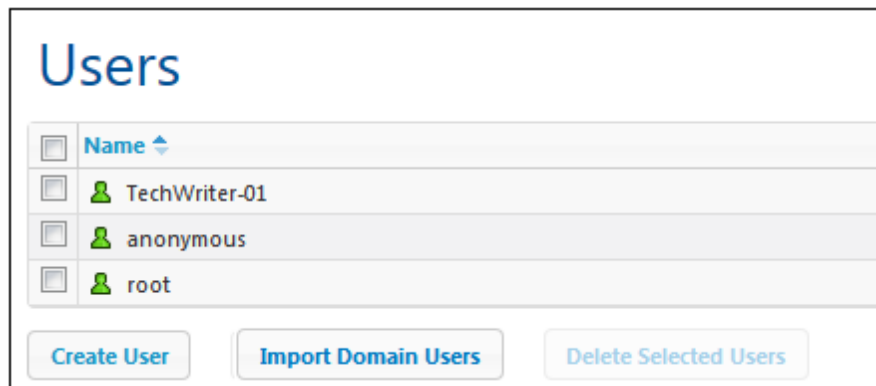 Users
Name
TechWriter-01
anonymous
root
Create User Import Domain Users Delete Selected Users